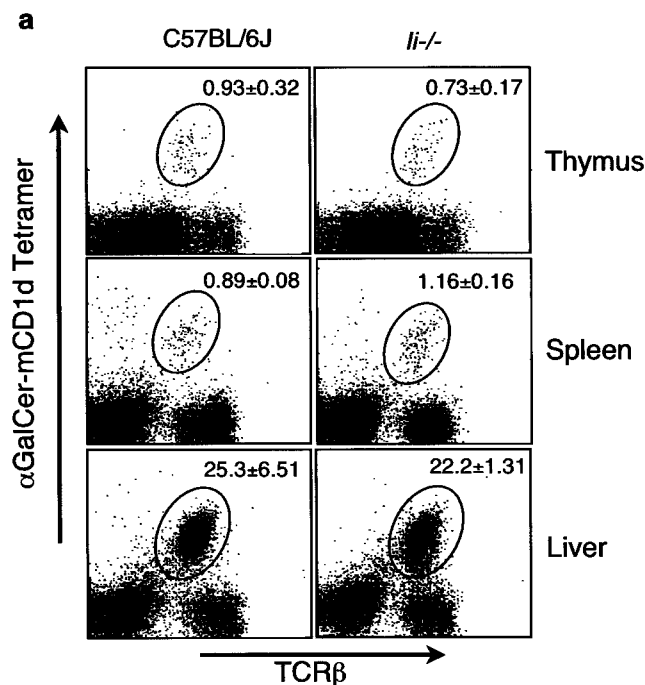 a
C57BL/6J
Ii-/-
0.93±0.32
0.73±0.17
Thymus
0.89±0.08
1.16±0.16
Spleen
25.3±6.51
22.2±1.31
Liver
αGalCer-mCD1d Tetramer
TCRβ